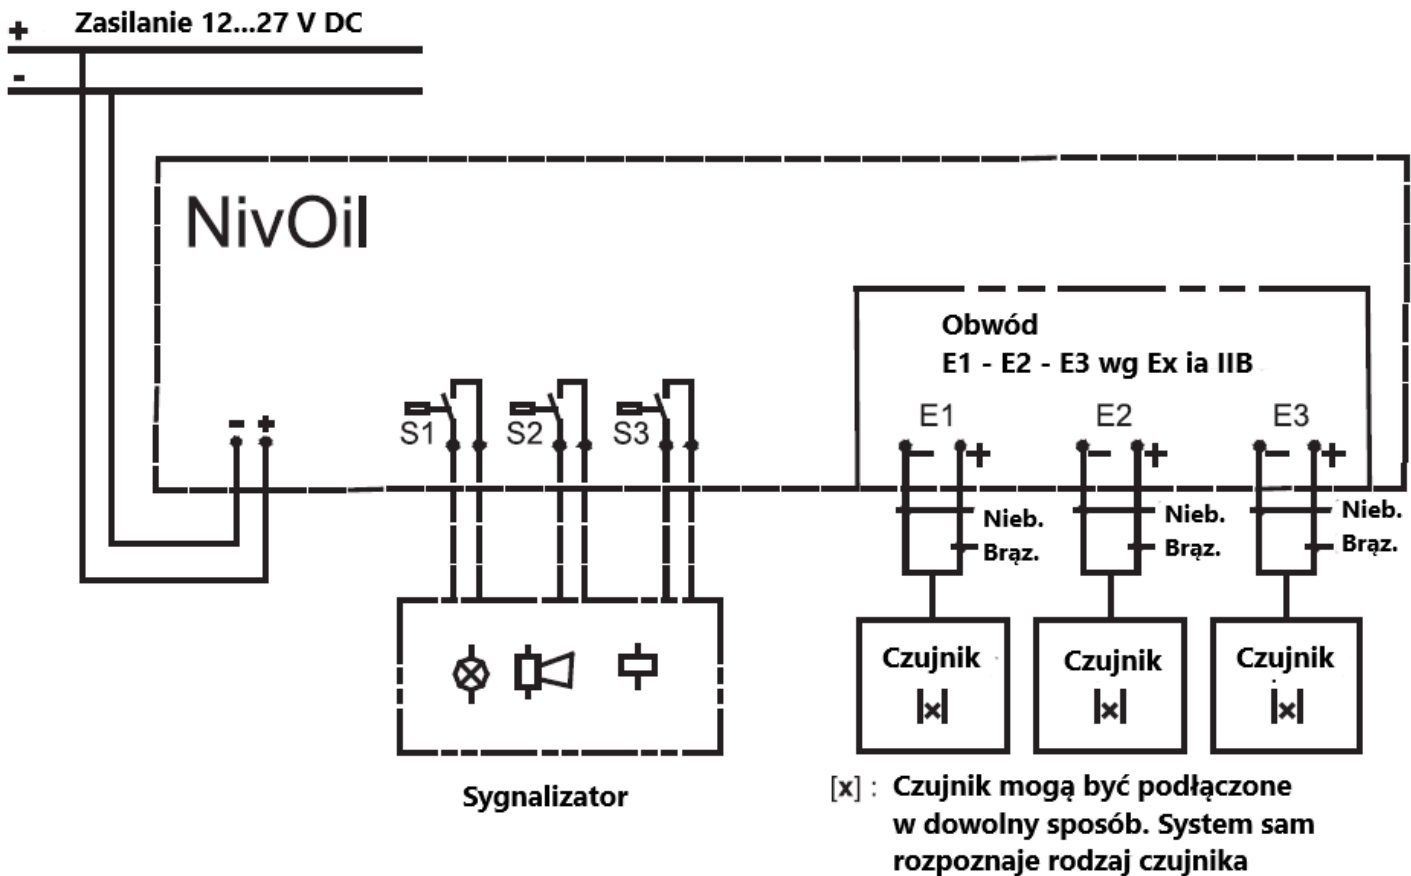 + Zasilanie 12...27 V DC
-
NivOil
Obwód
E1 - E2 - E3 wg Ex ia IIB
- +
S1 S2 S3
E1 E2 E3
- + - + - +
Nieb. Nieb. Nieb.
Brąz. Brąz. Brąz.
Czujnik Czujnik Czujnik
|x| |x| |x|
Sygnalizator
[x] : Czujnik mogą być podłączone
w dowolny sposób. System sam
rozpoznaje rodzaj czujnika